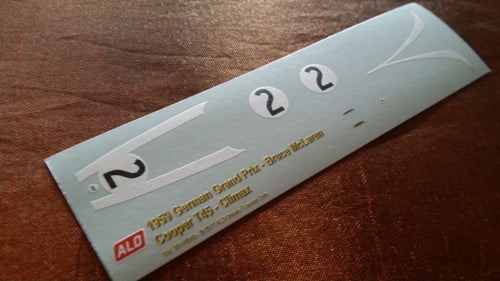 2
2
2
1959 German Grand Prix - Bruce McLaren
Cooper T45 - Climax
ALO